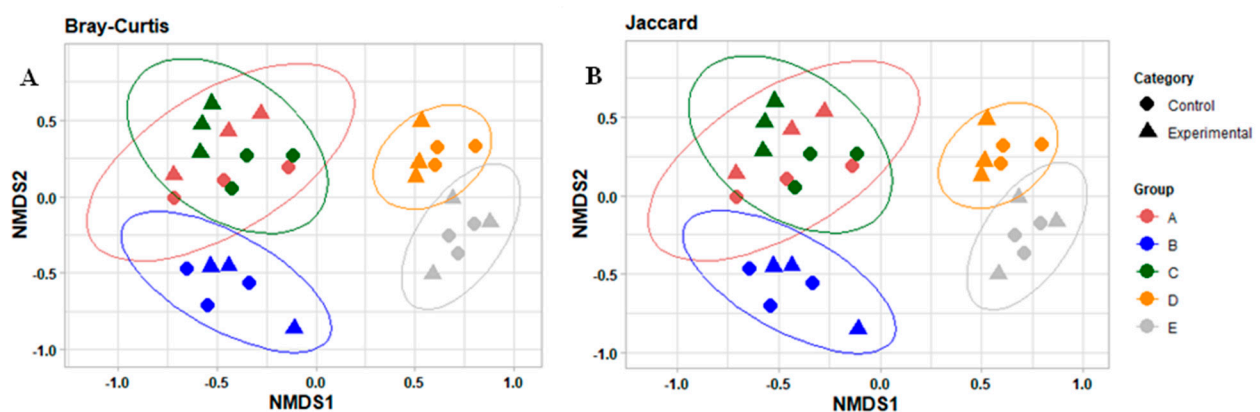 Bray-Curtis
A
NMDS2
0.5
0.0
-0.5
-1.0
-1.0 -0.5 0.0 0.5 1.0
NMDS1
Jaccard
B
NMDS2
0.5
0.0
-0.5
-1.0
-1.0 -0.5 0.0 0.5 1.0
NMDS1
Category
Control
Experimental
Group
A
B
C
D
E